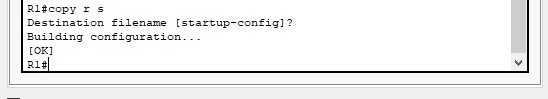 R1#copy r s
Destination filename [startup-config]?
Building configuration...
[OK]
R1#